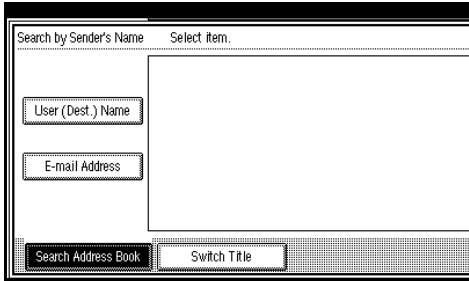 Search by Sender's Name Select item.
User (Dest.) Name
E-mail Address
Search Address Book Switch Title